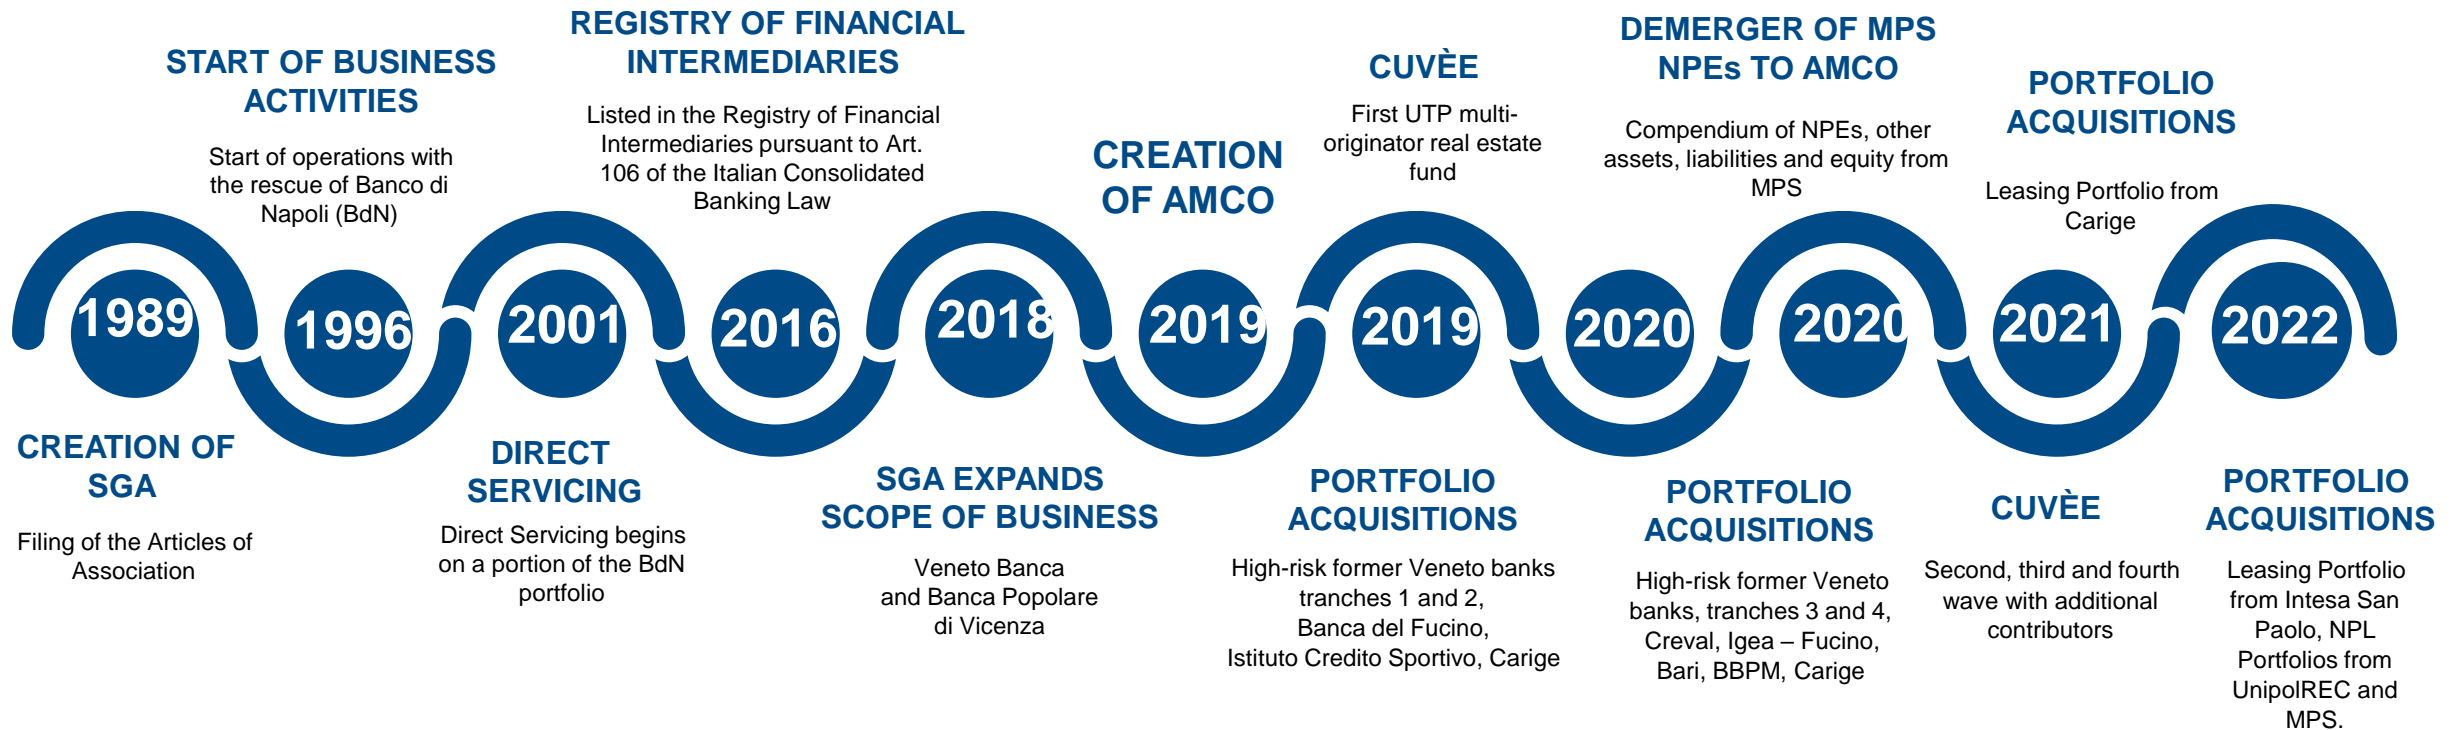 START OF BUSINESS
ACTIVITIES
Start of operations with
the rescue of Banco di
Napoli (BdN)
REGISTRY OF FINANCIAL
INTERMEDIARIES
Listed in the Registry of Financial
Intermediaries pursuant to Art.
106 of the Italian Consolidated
Banking Law
CREATION
OF AMCO
CUVÈE
First UTP multi-
originator real estate
fund
DEMERGER OF MPS
NPEs TO AMCO
Compendium of NPEs, other
assets, liabilities and equity from
MPS
PORTFOLIO
ACQUISITIONS
Leasing Portfolio from
Carige
1989
1996
2001
2016
2018
2019
2019
2020
2020
2021
2022
CREATION OF
SGA
Filing of the Articles of
Association
DIRECT
SERVICING
Direct Servicing begins
on a portion of the BdN
portfolio
SGA EXPANDS
SCOPE OF BUSINESS
Veneto Banca
and Banca Popolare
di Vicenza
PORTFOLIO
ACQUISITIONS
High-risk former Veneto banks
tranches 1 and 2,
Banca del Fucino,
Istituto Credito Sportivo, Carige
PORTFOLIO
ACQUISITIONS
High-risk former Veneto
banks, tranches 3 and 4,
Creval, Igea – Fucino,
Bari, BBPM, Carige
CUVÈE
Second, third and fourth
wave with additional
contributors
PORTFOLIO
ACQUISITIONS
Leasing Portfolio
from Intesa San
Paolo, NPL
Portfolios from
UnipolREC and
MPS.